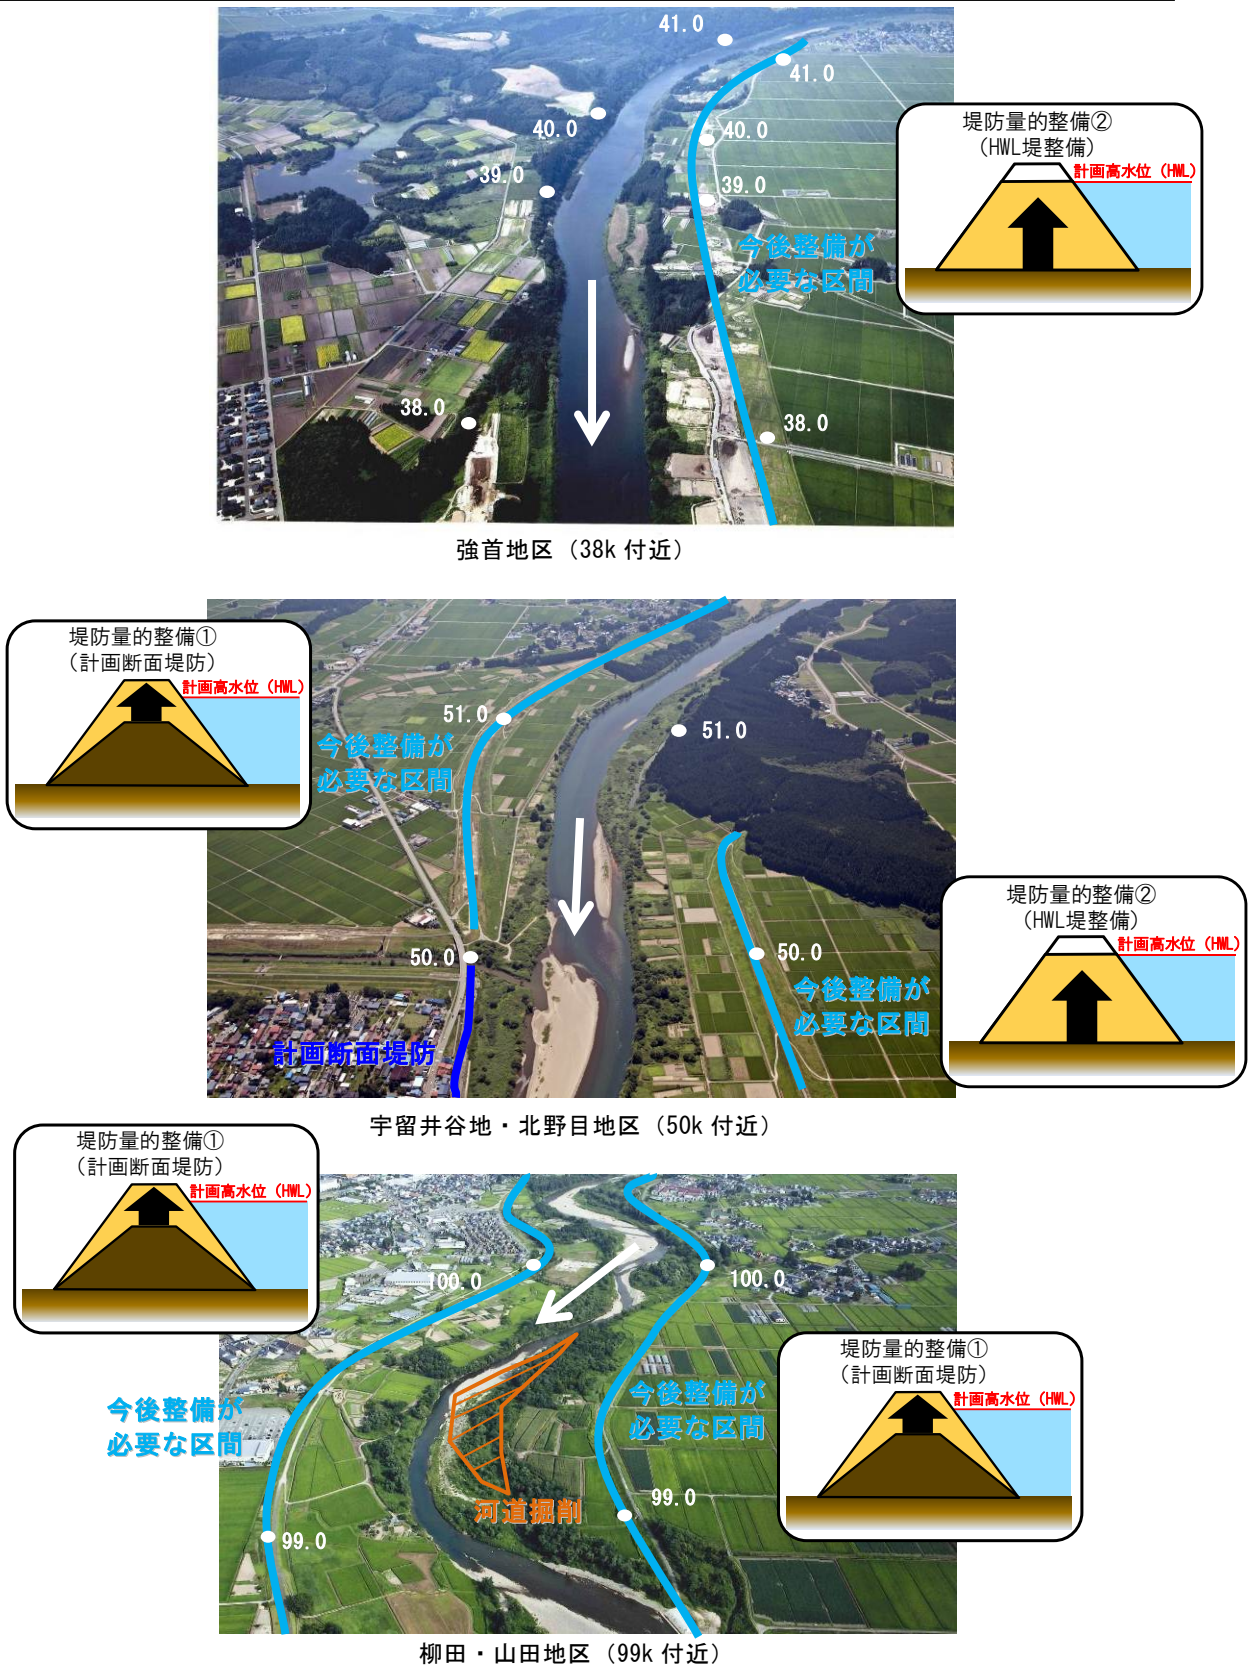 41.0
41.0
40.0
40.0
39.0
39.0
今後整備が
必要な区間
38.0
38.0
堤防量的整備②
(HWL堤整備)
計画高水位(HWL)
強首地区(38k 付近)
堤防量的整備①
(計画断面堤防)
計画高水位(HWL)
51.0
今後整備が
必要な区間
51.0
50.0
50.0
今後整備が
必要な区間
計画断面堤防
堤防量的整備②
(HWL堤整備)
計画高水位(HWL)
宇留井谷地・北野目地区(50k 付近)
堤防量的整備①
(計画断面堤防)
計画高水位(HWL)
100.0
100.0
今後整備が
必要な区間
今後整備が
必要な区間
堤防量的整備①
(計画断面堤防)
計画高水位(HWL)
河道掘削
99.0
99.0
柳田・山田地区(99k 付近)